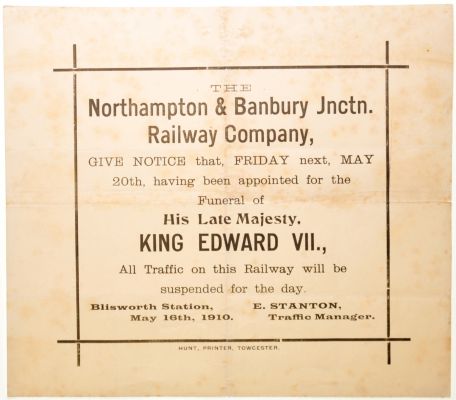 THE
Northampton & Banbury Jnctn.
Railway Company,
GIVE NOTICE that, FRIDAY next, MAY
20th, having been appointed for the
Funeral of
His Late Majesty,
KING EDWARD VII.,
All Traffic on this Railway will be
suspended for the day.
Blisworth Station, E. STANTON,
May 16th, 1910. Traffic Manager.
HUNT, PRINTER, TOWCESTER.